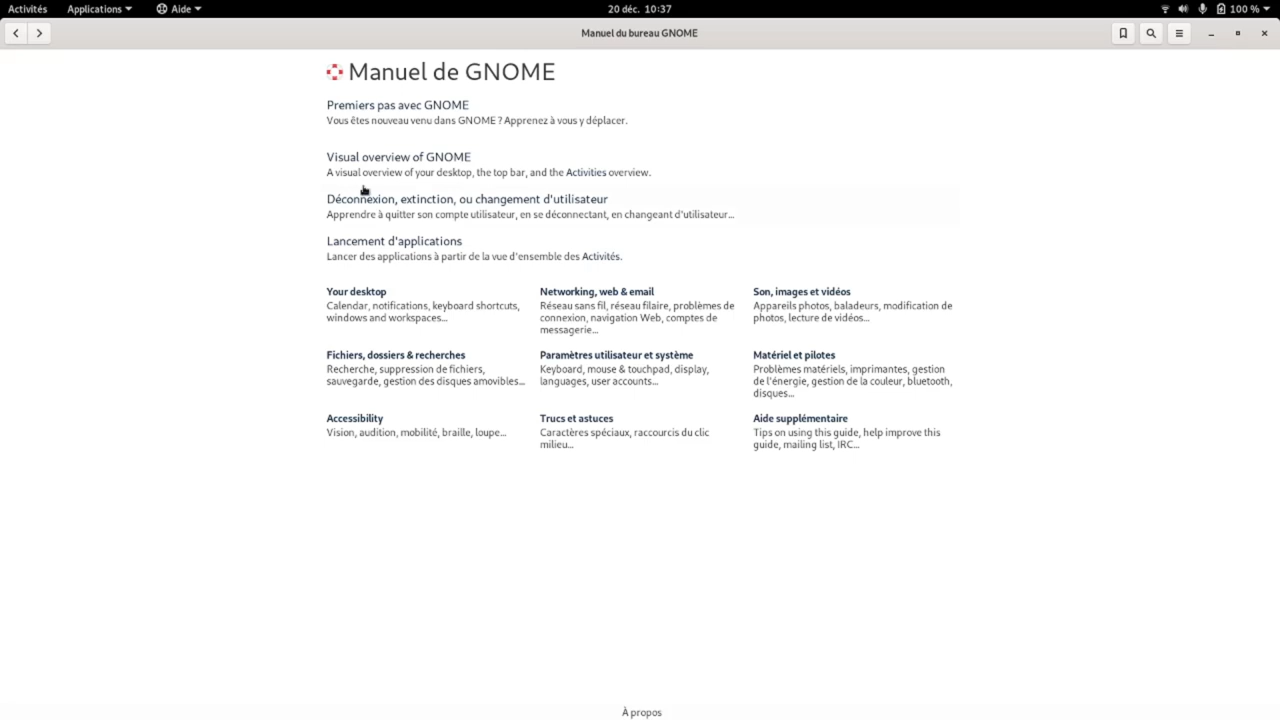 Activités Applications Aide 20 déc. 10:37 100 %
Manuel du bureau GNOME
Manuel de GNOME
Premiers pas avec GNOME
Vous êtes nouveau venu dans GNOME ? Apprenez à vous y déplacer.
Visual overview of GNOME
A visual overview of your desktop, the top bar, and the Activities overview.
Déconnexion, extinction, ou changement d'utilisateur
Apprendre à quitter son compte utilisateur, en se déconnectant, en changeant d'utilisateur…
Lancement d'applications
Lancer des applications à partir de la vue d'ensemble des Activités.
Your desktop
Calendar, notifications, keyboard shortcuts,
windows and workspaces…
Networking, web & email
Réseau sans fil, réseau filaire, problèmes de
connexion, navigation Web, comptes de
messagerie…
Son, images et vidéos
Appareils photos, baladeurs, modification de
photos, lecture de vidéos…
Fichiers, dossiers & recherches
Recherche, suppression de fichiers,
sauvegarde, gestion des disques amovibles…
Paramètres utilisateur et système
Keyboard, mouse & touchpad, display,
languages, user accounts…
Matériel et pilotes
Problèmes matériels, imprimantes, gestion
de l'énergie, gestion de la couleur, bluetooth,
disques…
Accessibility
Vision, audition, mobilité, braille, loupe…
Trucs et astuces
Caractères spéciaux, raccourcis du clic
milieu…
Aide supplémentaire
Tips on using this guide, help improve this
guide, mailing list, IRC…
À propos